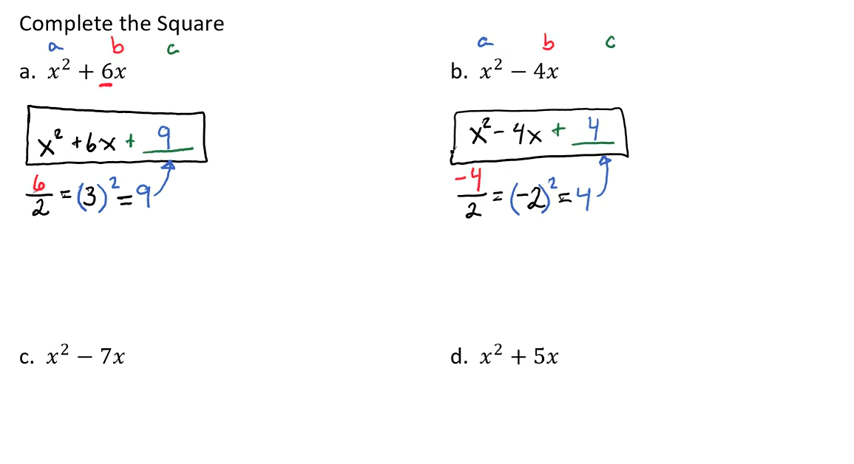 Complete the Square
a b c
a. x² + 6x
x² + 6x + 9
6/2 = (3)² = 9
a b c
b. x² − 4x
x² − 4x + 4
−4/2 = (−2)² = 4
c. x² − 7x
d. x² + 5x